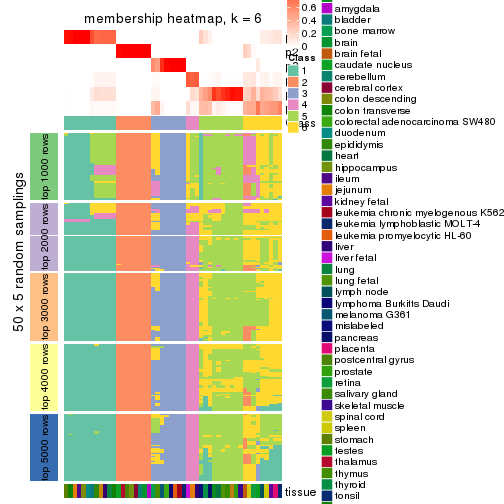 membership heatmap, k = 6
50 x 5 random samplings
top 1000 rows
top 2000 rows
top 3000 rows
top 4000 rows
top 5000 rows
tissue
0.6
0.4
0.2
0
Class
1
2
3
4
5
amygdala
bladder
bone marrow
brain
brain fetal
caudate nucleus
cerebellum
cerebral cortex
colon descending
colon transverse
colorectal adenocarcinoma SW480
duodenum
epididymis
heart
hippocampus
ileum
jejunum
kidney fetal
leukemia chronic myelogenous K562
leukemia lymphoblastic MOLT-4
leukemia promyelocytic HL-60
liver
liver fetal
lung
lung fetal
lymph node
lymphoma Burkitts Daudi
melanoma G361
mislabeled
pancreas
placenta
postcentral gyrus
prostate
retina
salivary gland
skeletal muscle
spinal cord
spleen
stomach
testes
thalamus
thymus
thyroid
tonsil